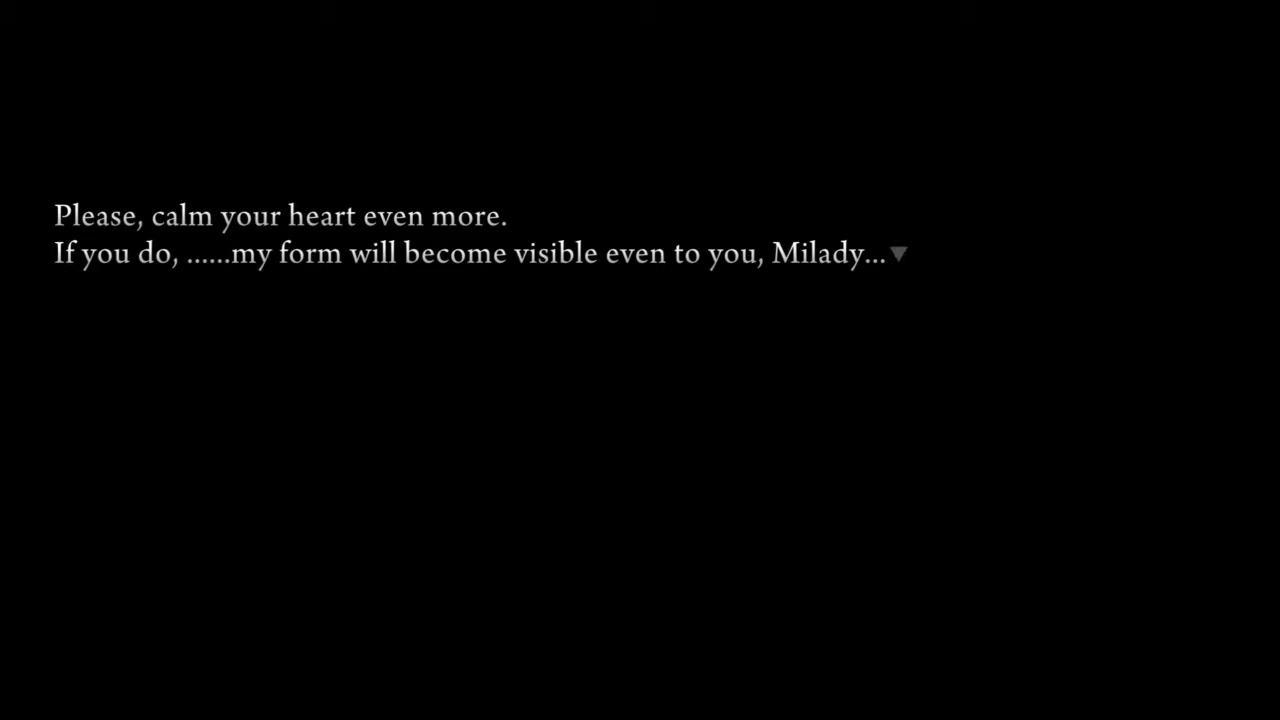 Please, calm your heart even more.
If you do, ......my form will become visible even to you, Milady...